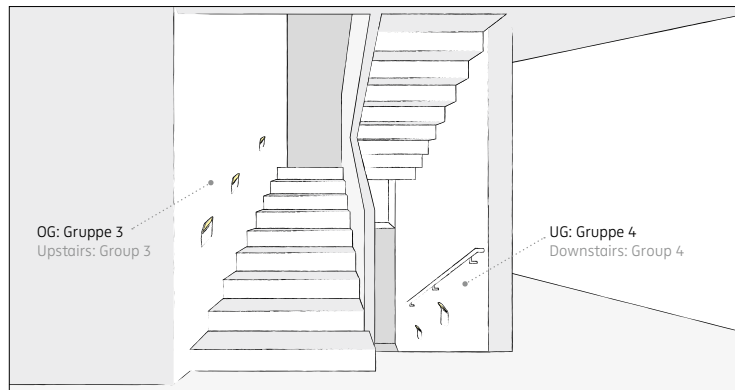 OG: Gruppe 3
Upstairs: Group 3
UG: Gruppe 4
Downstairs: Group 4